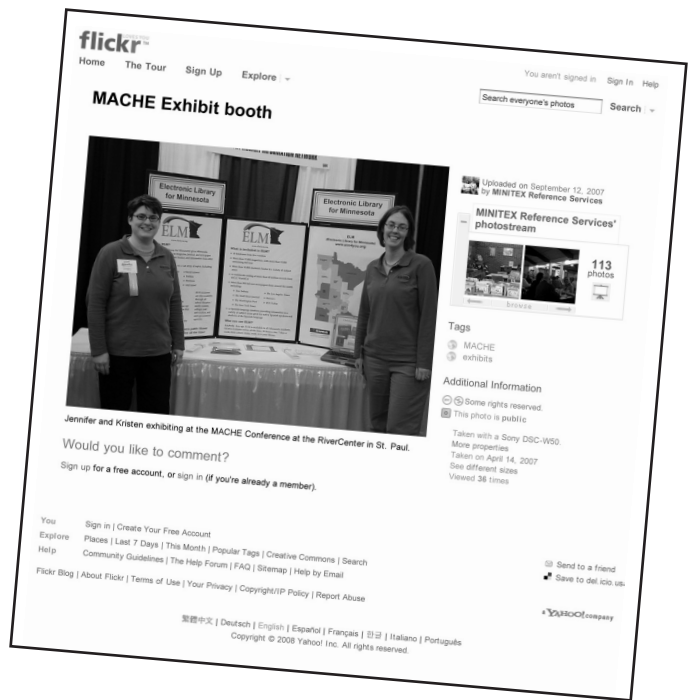 flickr™
Home The Tour Sign Up Explore
You aren't signed in Sign In Help
Search everyone's photos Search
MACHE Exhibit booth
INFORMATION NETWORK
Electronic Library
for Minnesota
Electronic Library
for Minnesota
ELM
ELM
ELM
Uploaded on September 12, 2007
by MINITEX Reference Services
MINITEX Reference Services'
photostream
113
photos
browse
Tags
MACHE
exhibits
Additional Information
Some rights reserved.
This photo is public
Taken with a Sony DSC-W50.
More properties
Taken on April 14, 2007
See different sizes
Viewed 36 times
Jennifer and Kristen exhibiting at the MACHE Conference at the RiverCenter in St. Paul.
Would you like to comment?
Sign up for a free account, or sign in (if you're already a member).
You Sign in | Create Your Free Account
Explore Places | Last 7 Days | This Month | Popular Tags | Creative Commons | Search
Help Community Guidelines | The Help Forum | FAQ | Sitemap | Help by Email
Flickr Blog | About Flickr | Terms of Use | Your Privacy | Copyright/IP Policy | Report Abuse
Send to a friend
Save to del.icio.us
a YAHOO! company
繁體中文 | Deutsch | English | Español | Français | 한글 | Italiano | Português
Copyright © 2008 Yahoo! Inc. All rights reserved.